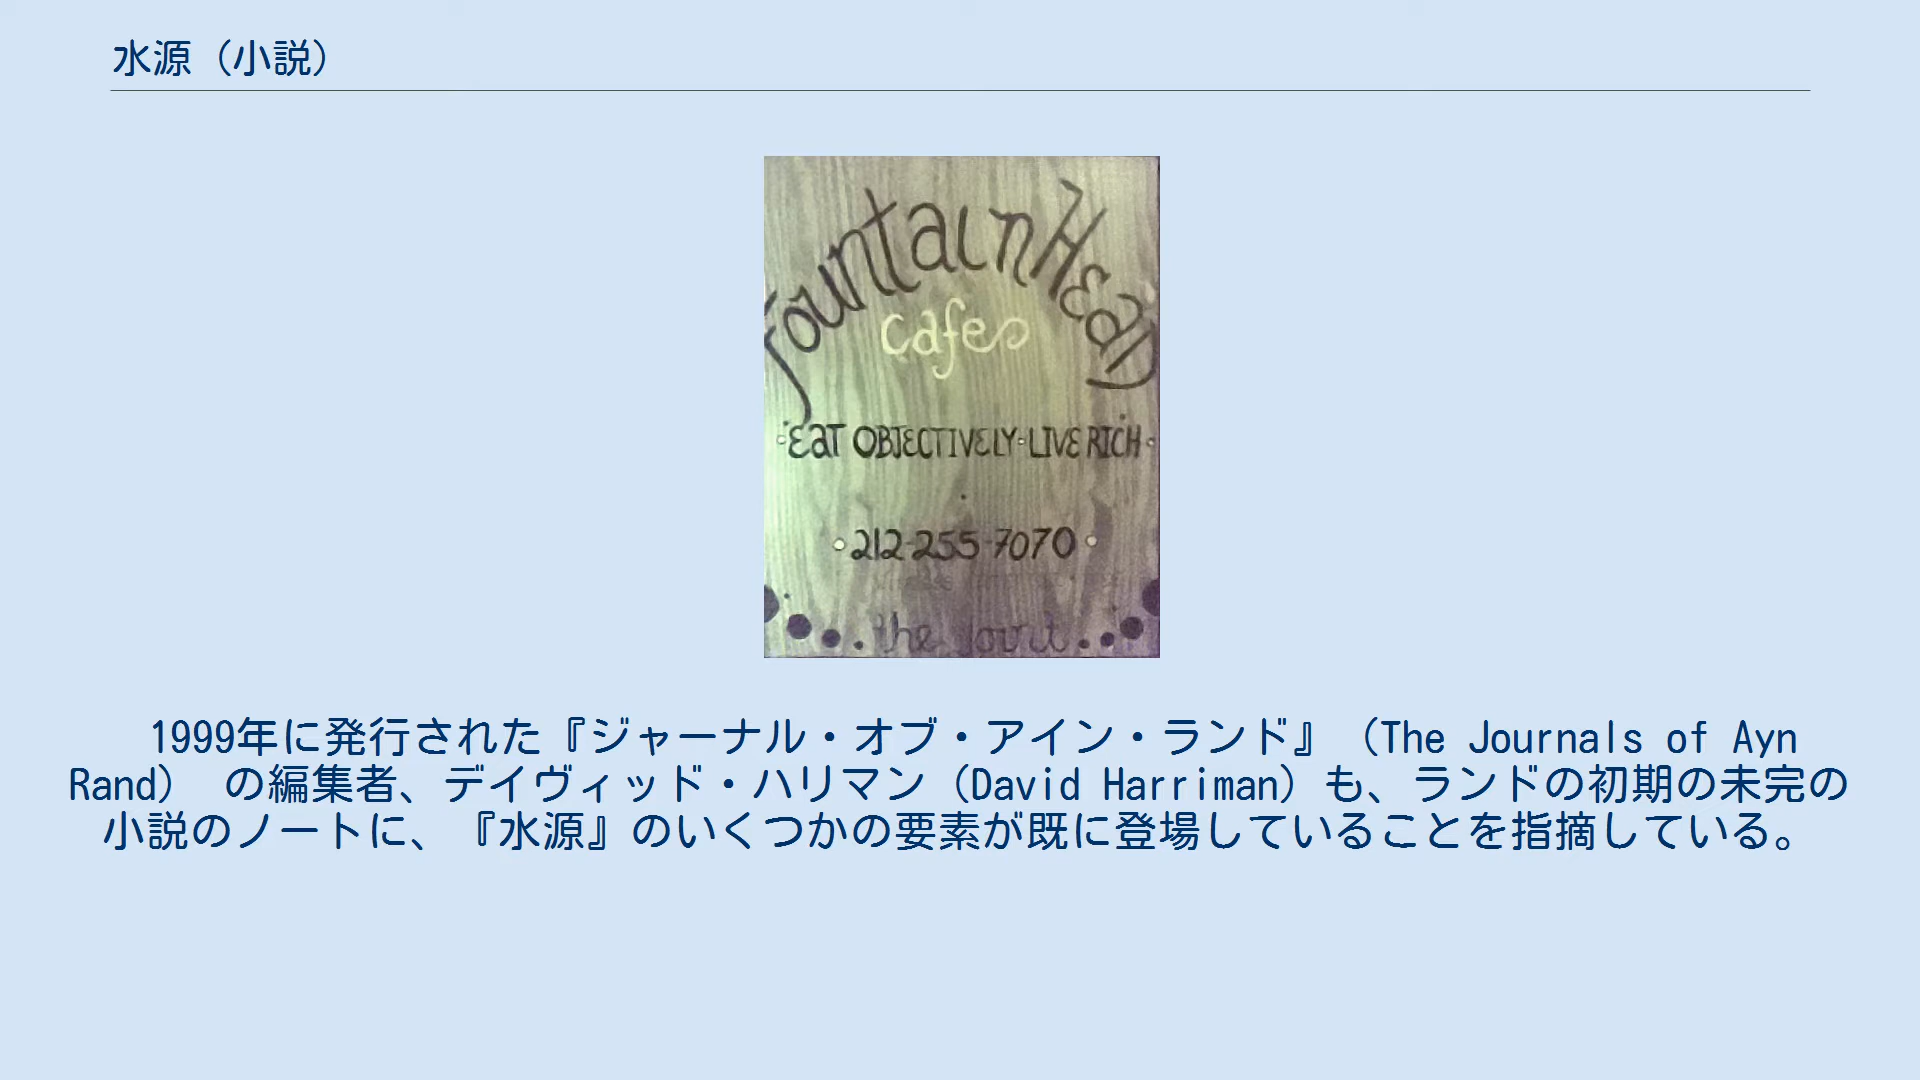 水源（小説）
FountainHead
cafe
EAT OBJECTIVELY·LIVE RICH
212-255-7070
the
1999年に発行された『ジャーナル・オブ・アイン・ランド』（The Journals of Ayn
Rand） の編集者、デイヴィッド・ハリマン（David Harriman）も、ランドの初期の未完の
小説のノートに、『水源』のいくつかの要素が既に登場していることを指摘している。